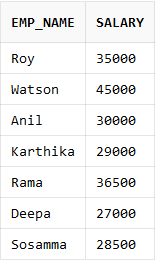 EMP_NAME SALARY
Roy 35000
Watson 45000
Anil 30000
Karthika 29000
Rama 36500
Deepa 27000
Sosamma 28500